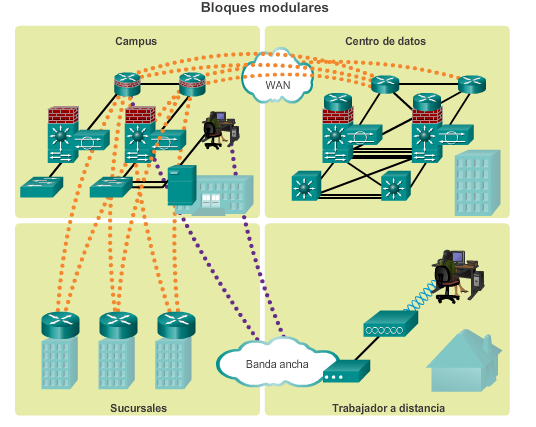 Bloques modulares
Campus
Centro de datos
WAN
Banda ancha
Sucursales
Trabajador a distancia